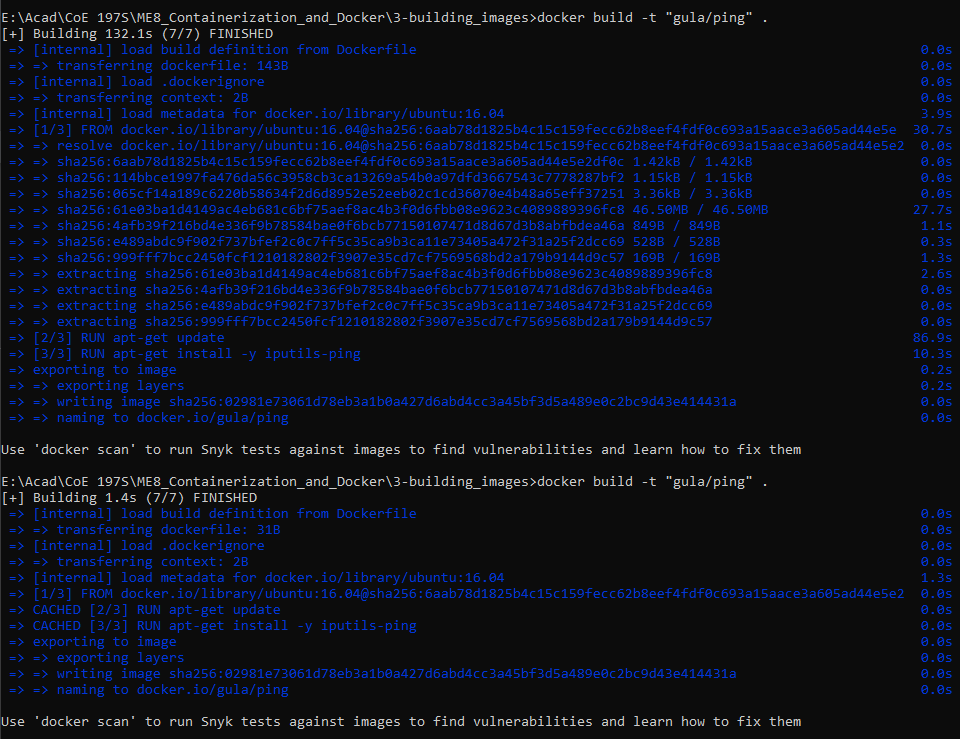 E:\Acad\CoE 197S\ME8_Containerization_and_Docker\3-building_images>docker build -t "gula/ping" .
[+] Building 132.1s (7/7) FINISHED
=> [internal] load build definition from Dockerfile 0.0s
=> => transferring dockerfile: 143B 0.0s
=> [internal] load .dockerignore 0.0s
=> => transferring context: 2B 0.0s
=> [internal] load metadata for docker.io/library/ubuntu:16.04 3.9s
=> [1/3] FROM docker.io/library/ubuntu:16.04@sha256:6aab78d1825b4c15c159fecc62b8eef4fdf0c693a15aace3a605ad44e5e 30.7s
=> => resolve docker.io/library/ubuntu:16.04@sha256:6aab78d1825b4c15c159fecc62b8eef4fdf0c693a15aace3a605ad44e5e2 0.0s
=> => sha256:6aab78d1825b4c15c159fecc62b8eef4fdf0c693a15aace3a605ad44e5e2df0c 1.42kB / 1.42kB 0.0s
=> => sha256:114bbce1997fa476da56c3958cb3ca13269a54b0a97dfd3667543c7778287bf2 1.15kB / 1.15kB 0.0s
=> => sha256:065cf14a189c6220b58634f2d6d8952e52eeb02c1cd36070e4b48a65eff37251 3.36kB / 3.36kB 0.0s
=> => sha256:61e03ba1d4149ac4eb681c6bf75aef8ac4b3f0d6fbb08e9623c4089889396fc8 46.50MB / 46.50MB 27.7s
=> => sha256:4afb39f216bd4e336f9b78584bae0f6bcb77150107471d8d67d3b8abfbdea46a 849B / 849B 1.1s
=> => sha256:e489abdc9f902f737bfef2c0c7ff5c35ca9b3ca11e73405a472f31a25f2dcc69 528B / 528B 0.3s
=> => sha256:999fff7bcc2450fcf1210182802f3907e35cd7cf7569568bd2a179b9144d9c57 169B / 169B 1.3s
=> => extracting sha256:61e03ba1d4149ac4eb681c6bf75aef8ac4b3f0d6fbb08e9623c4089889396fc8 2.6s
=> => extracting sha256:4afb39f216bd4e336f9b78584bae0f6bcb77150107471d8d67d3b8abfbdea46a 0.0s
=> => extracting sha256:e489abdc9f902f737bfef2c0c7ff5c35ca9b3ca11e73405a472f31a25f2dcc69 0.0s
=> => extracting sha256:999fff7bcc2450fcf1210182802f3907e35cd7cf7569568bd2a179b9144d9c57 0.0s
=> [2/3] RUN apt-get update 86.9s
=> [3/3] RUN apt-get install -y iputils-ping 10.3s
=> exporting to image 0.2s
=> => exporting layers 0.2s
=> => writing image sha256:02981e73061d78eb3a1b0a427d6abd4cc3a45bf3d5a489e0c2bc9d43e414431a 0.0s
=> => naming to docker.io/gula/ping 0.0s
Use 'docker scan' to run Snyk tests against images to find vulnerabilities and learn how to fix them
E:\Acad\CoE 197S\ME8_Containerization_and_Docker\3-building_images>docker build -t "gula/ping" .
[+] Building 1.4s (7/7) FINISHED
=> [internal] load build definition from Dockerfile 0.0s
=> => transferring dockerfile: 31B 0.0s
=> [internal] load .dockerignore 0.0s
=> => transferring context: 2B 0.0s
=> [internal] load metadata for docker.io/library/ubuntu:16.04 1.3s
=> [1/3] FROM docker.io/library/ubuntu:16.04@sha256:6aab78d1825b4c15c159fecc62b8eef4fdf0c693a15aace3a605ad44e5e2 0.0s
=> CACHED [2/3] RUN apt-get update 0.0s
=> CACHED [3/3] RUN apt-get install -y iputils-ping 0.0s
=> exporting to image 0.0s
=> => exporting layers 0.0s
=> => writing image sha256:02981e73061d78eb3a1b0a427d6abd4cc3a45bf3d5a489e0c2bc9d43e414431a 0.0s
=> => naming to docker.io/gula/ping 0.0s
Use 'docker scan' to run Snyk tests against images to find vulnerabilities and learn how to fix them